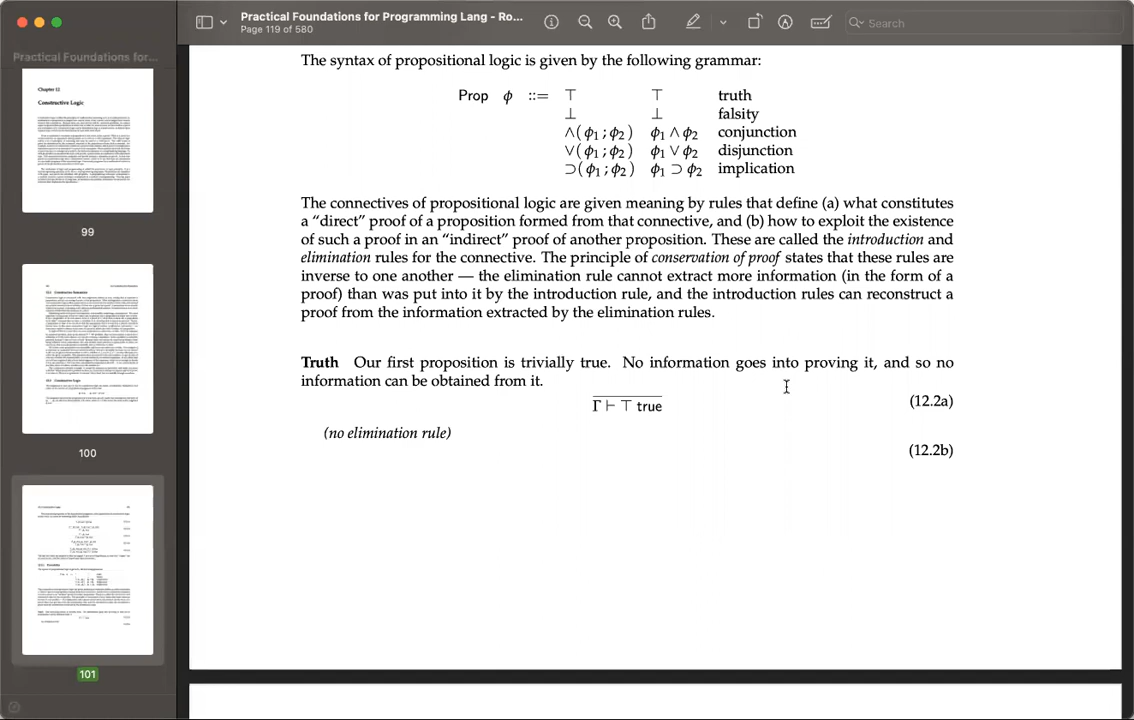 Practical Foundations for Programming Lang - Ro...
Page 119 of 580
Search
Practical Foundations for...
Chapter 12
Constructive Logic
99
100
101
The syntax of propositional logic is given by the following grammar:
Prop ϕ ::= ⊤ ⊤ truth
⊥ ⊥ falsity
∧(ϕ1;ϕ2) ϕ1 ∧ ϕ2 conjunction
∨(ϕ1;ϕ2) ϕ1 ∨ ϕ2 disjunction
⊃(ϕ1;ϕ2) ϕ1 ⊃ ϕ2 implication
The connectives of propositional logic are given meaning by rules that define (a) what constitutes
a “direct” proof of a proposition formed from that connective, and (b) how to exploit the existence
of such a proof in an “indirect” proof of another proposition. These are called the introduction and
elimination rules for the connective. The principle of conservation of proof states that these rules are
inverse to one another — the elimination rule cannot extract more information (in the form of a
proof) than was put into it by the introduction rule, and the introduction rules can reconstruct a
proof from the information extracted by the elimination rules.
Truth Our first proposition is trivially true. No information goes into proving it, and so no
information can be obtained from it.
Γ ⊢ ⊤ true (12.2a)
(no elimination rule)
(12.2b)